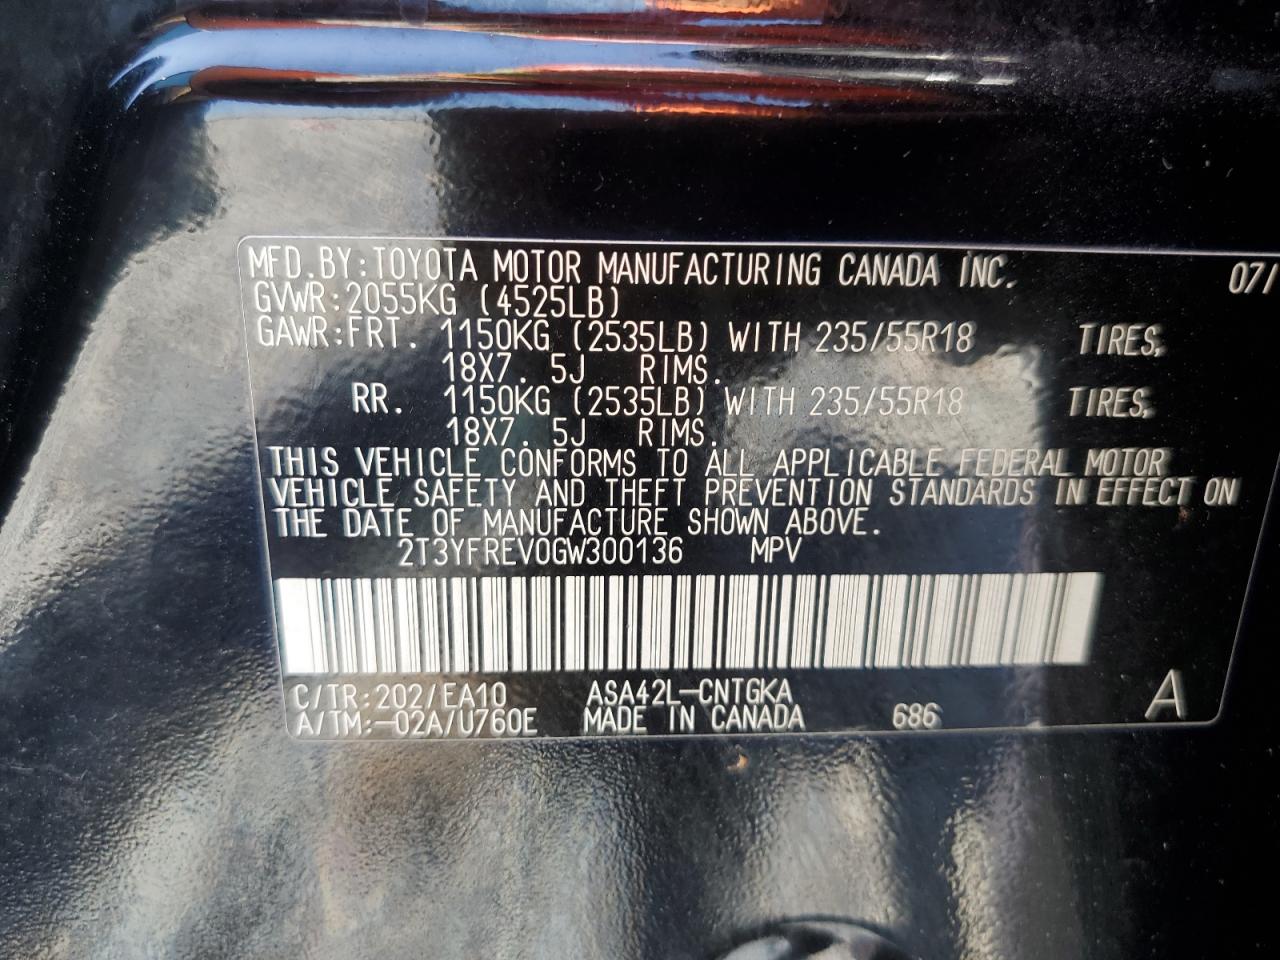 MFD.BY:TOYOTA MOTOR MANUFACTURING CANADA INC. 07/
GVWR:2055KG (4525LB)
GAWR:FRT. 1150KG (2535LB) WITH 235/55R18 TIRES,
18X7.5J RIMS.
RR. 1150KG (2535LB) WITH 235/55R18 TIRES,
18X7.5J RIMS.
THIS VEHICLE CONFORMS TO ALL APPLICABLE FEDERAL MOTOR
VEHICLE SAFETY AND THEFT PREVENTION STANDARDS IN EFFECT ON
THE DATE OF MANUFACTURE SHOWN ABOVE.
2T3YFREV0GW300136 MPV
C/TR:202/EA10 ASA42L-CNTGKA A
A/TM:-02A/U760E MADE IN CANADA 686